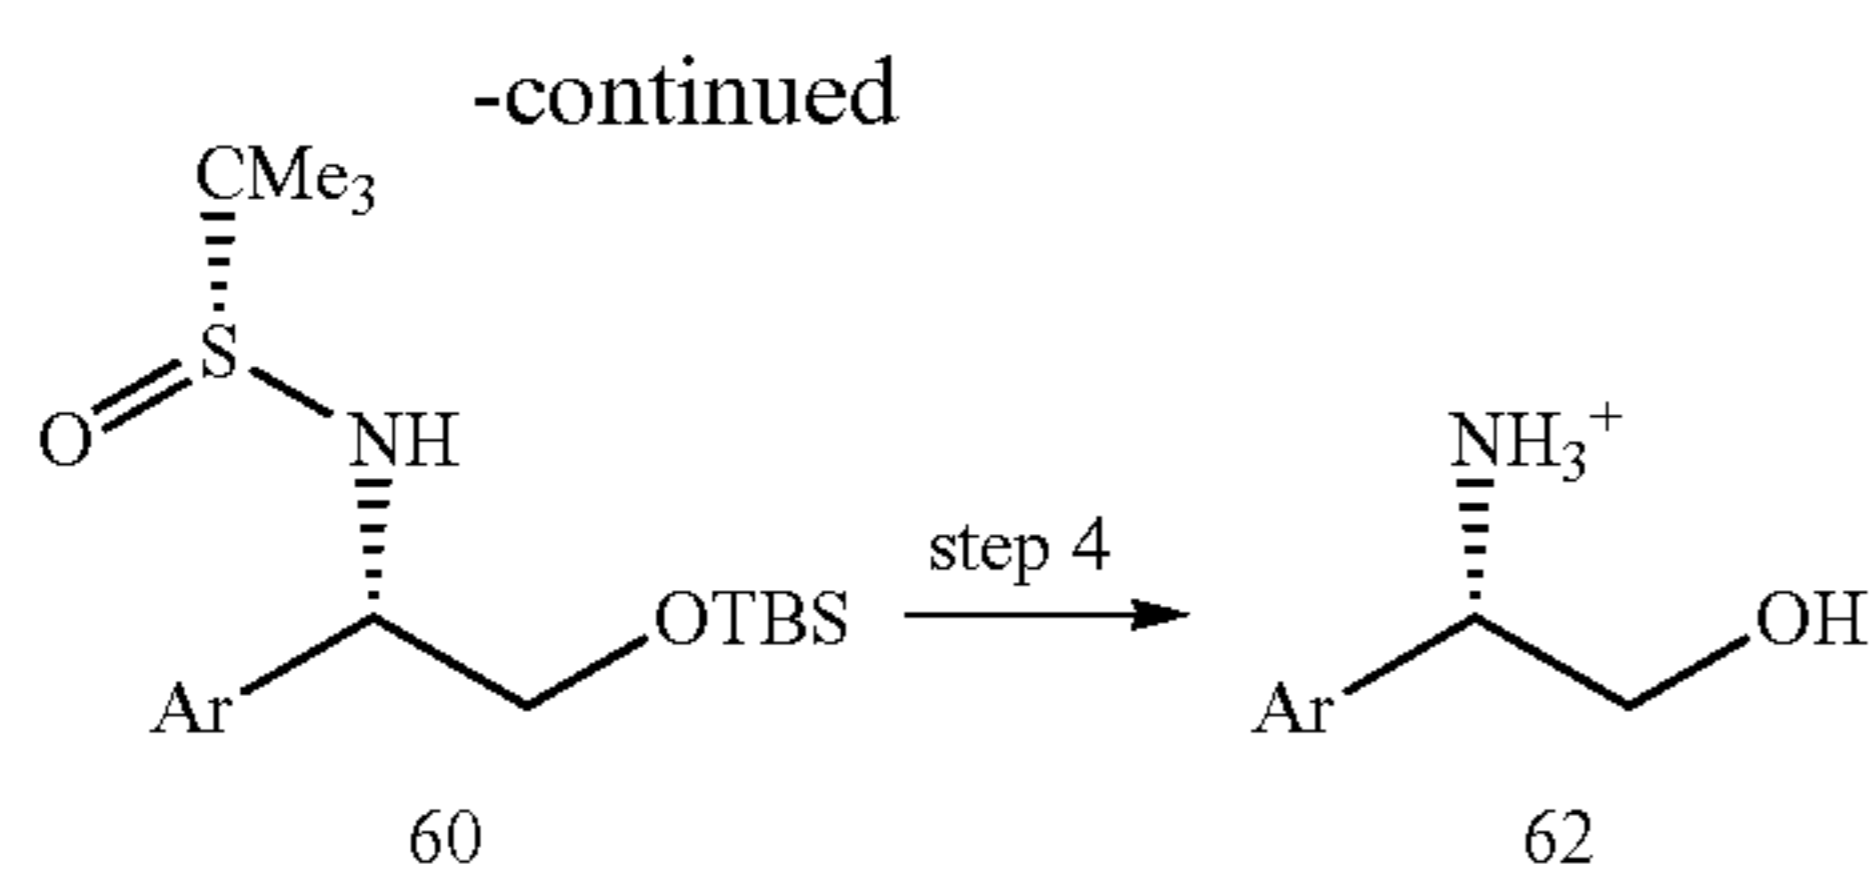 -continued
CMe₃
S
O
NH
NH₃⁺
step 4
OTBS
OH
Ar
Ar
60
62